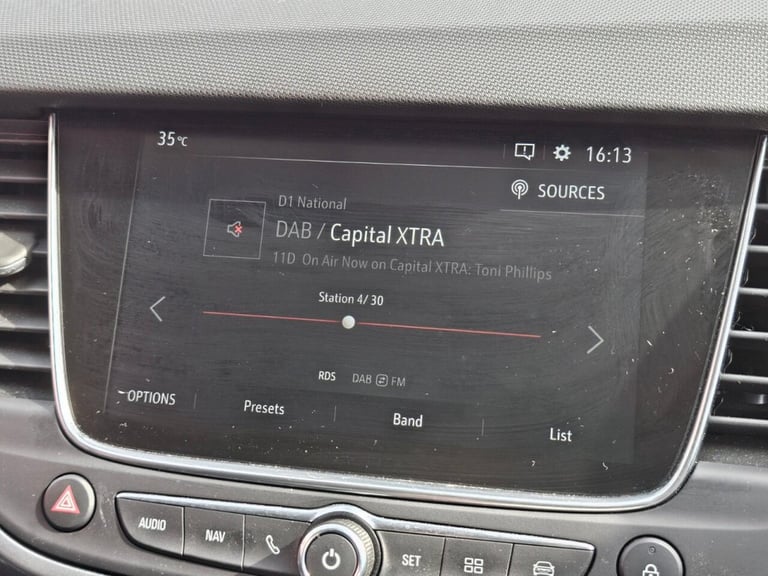 35°C 16:13
SOURCES
D1 National
DAB / Capital XTRA
11D On Air Now on Capital XTRA: Toni Phillips
Station 4/30
RDS DAB FM
OPTIONS Presets Band List
AUDIO NAV SET